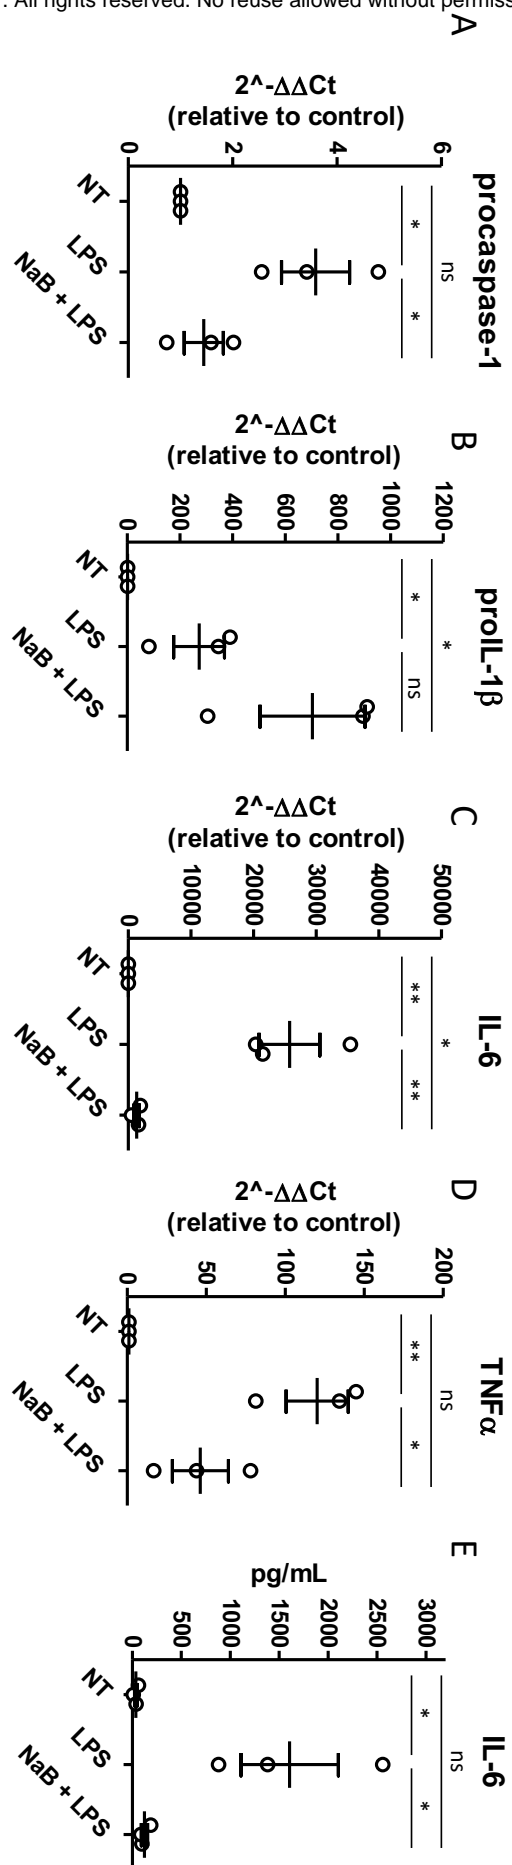 . All rights reserved. No reuse allowed without permiss
A
procaspase-1
2^-ΔΔCt
(relative to control)
0
2
4
6
ns
*
*
NT
LPS
NaB + LPS
B
proIL-1β
2^-ΔΔCt
(relative to control)
0
200
400
600
800
1000
1200
*
*
ns
NT
LPS
NaB + LPS
C
IL-6
2^-ΔΔCt
(relative to control)
0
10000
20000
30000
40000
50000
*
**
**
NT
LPS
NaB + LPS
D
TNFα
2^-ΔΔCt
(relative to control)
0
50
100
150
200
ns
**
*
NT
LPS
NaB + LPS
E
IL-6
pg/mL
0
500
1000
1500
2000
2500
3000
ns
*
*
NT
LPS
NaB + LPS